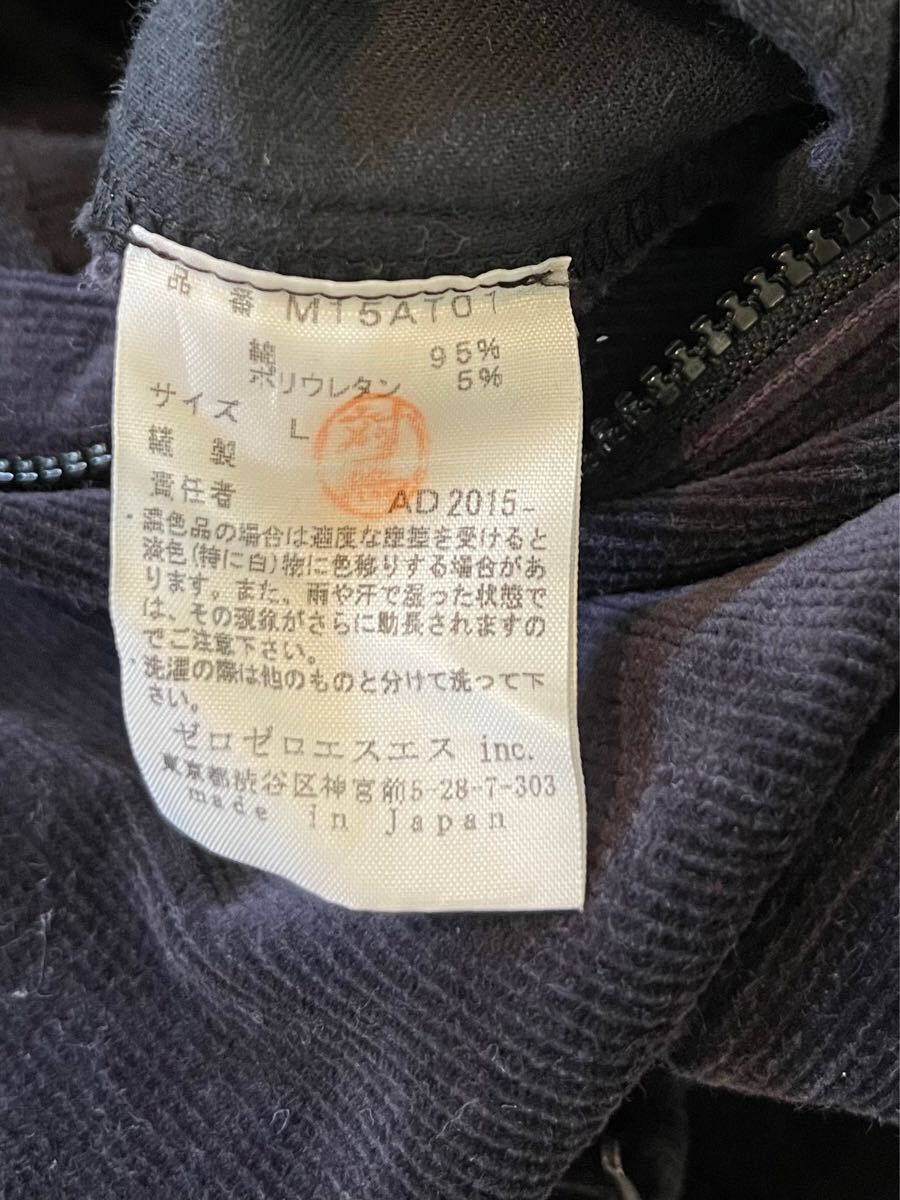 品 番 M15AT01
綿 95%
ポリウレタン 5%
サイズ L
縫 製
責任者 AD2015-
濃色品の場合は適度な摩擦を受けると
淡色(特に白)物に色移りする場合があ
ります。また、雨や汗で湿った状態で
は、その現象がさらに助長されますの
でご注意下さい。
洗濯の際は他のものと分けて洗って下
さい。
ゼロゼロエスエス inc.
東京都渋谷区神宮前5-28-7-303
made in Japan